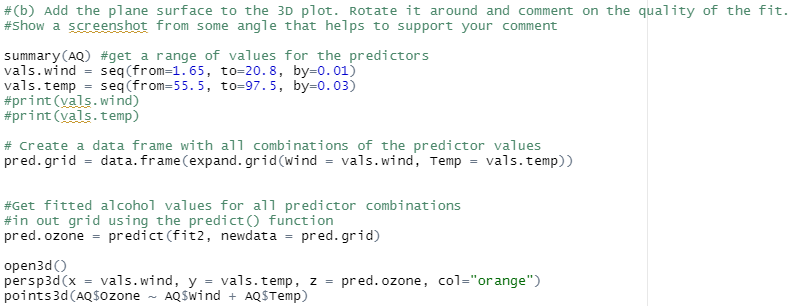 #(b) Add the plane surface to the 3D plot. Rotate it around and comment on the quality of the fit.
#Show a screenshot from some angle that helps to support your comment
summary(AQ) #get a range of values for the predictors
vals.wind = seq(from=1.65, to=20.8, by=0.01)
vals.temp = seq(from=55.5, to=97.5, by=0.03)
#print(vals.wind)
#print(vals.temp)
# Create a data frame with all combinations of the predictor values
pred.grid = data.frame(expand.grid(Wind = vals.wind, Temp = vals.temp))
#Get fitted alcohol values for all predictor combinations
#in out grid using the predict() function
pred.ozone = predict(fit2, newdata = pred.grid)
open3d()
persp3d(x = vals.wind, y = vals.temp, z = pred.ozone, col="orange")
points3d(AQ$Ozone ~ AQ$Wind + AQ$Temp)